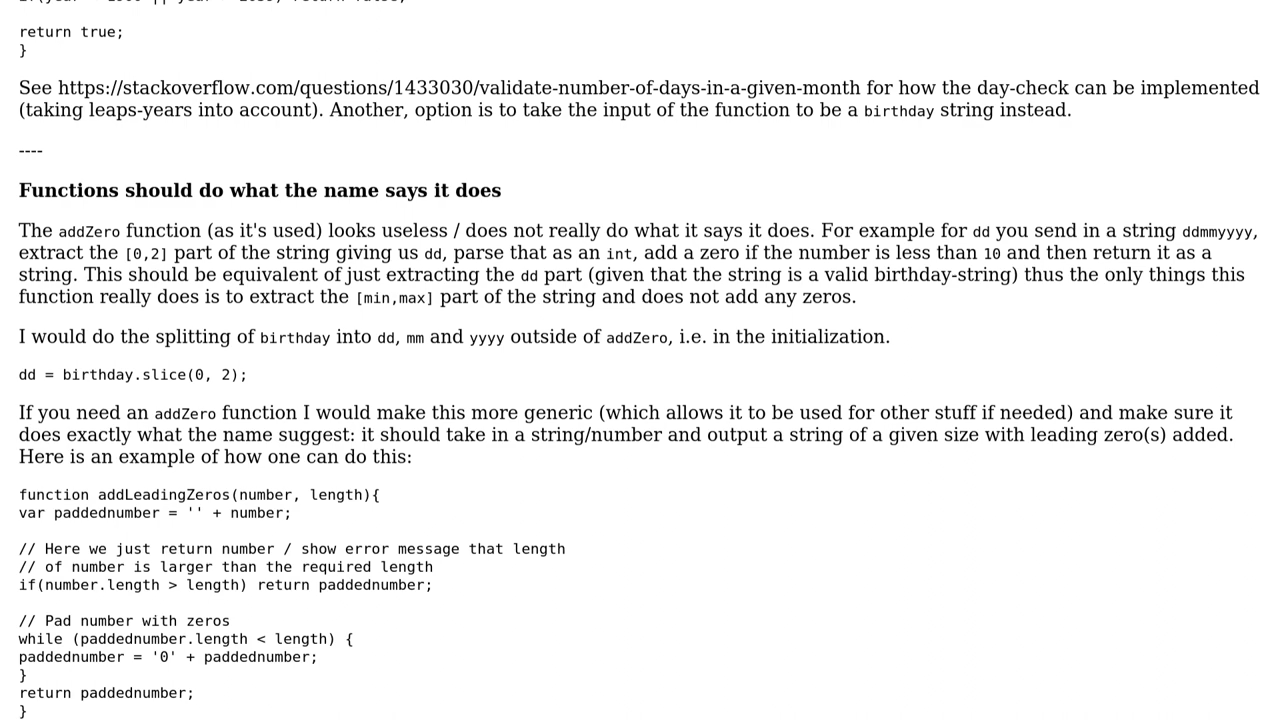 return true;
}
See https://stackoverflow.com/questions/1433030/validate-number-of-days-in-a-given-month for how the day-check can be implemented
(taking leaps-years into account). Another, option is to take the input of the function to be a birthday string instead.
----
Functions should do what the name says it does
The addZero function (as it's used) looks useless / does not really do what it says it does. For example for dd you send in a string ddmmyyyy,
extract the [0,2] part of the string giving us dd, parse that as an int, add a zero if the number is less than 10 and then return it as a
string. This should be equivalent of just extracting the dd part (given that the string is a valid birthday-string) thus the only things this
function really does is to extract the [min,max] part of the string and does not add any zeros.
I would do the splitting of birthday into dd, mm and yyyy outside of addZero, i.e. in the initialization.
dd = birthday.slice(0, 2);
If you need an addZero function I would make this more generic (which allows it to be used for other stuff if needed) and make sure it
does exactly what the name suggest: it should take in a string/number and output a string of a given size with leading zero(s) added.
Here is an example of how one can do this:
function addLeadingZeros(number, length){
var paddednumber = '' + number;
// Here we just return number / show error message that length
// of number is larger than the required length
if(number.length > length) return paddednumber;
// Pad number with zeros
while (paddednumber.length < length) {
paddednumber = '0' + paddednumber;
}
return paddednumber;
}